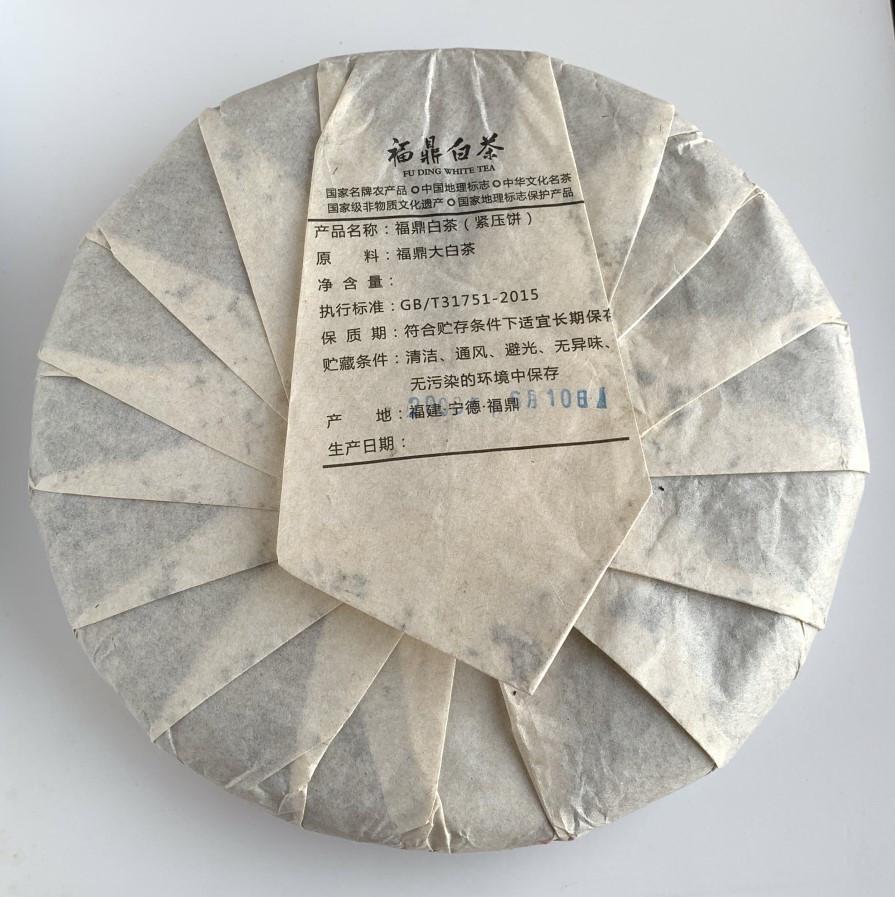 福鼎白茶
FU DING WHITE TEA
国家名牌农产品 中国地理标志 中华文化名茶
国家级非物质文化遗产 国家地理标志保护产品
产品名称：福鼎白茶（紧压饼）
原 料：福鼎大白茶
净 含 量：
执行标准：GB/T31751-2015
保 质 期：符合贮存条件下适宜长期保存
贮藏条件：清洁、通风、避光、无异味、
无污染的环境中保存
产 地：福建·宁德·福鼎
月10日
生产日期：